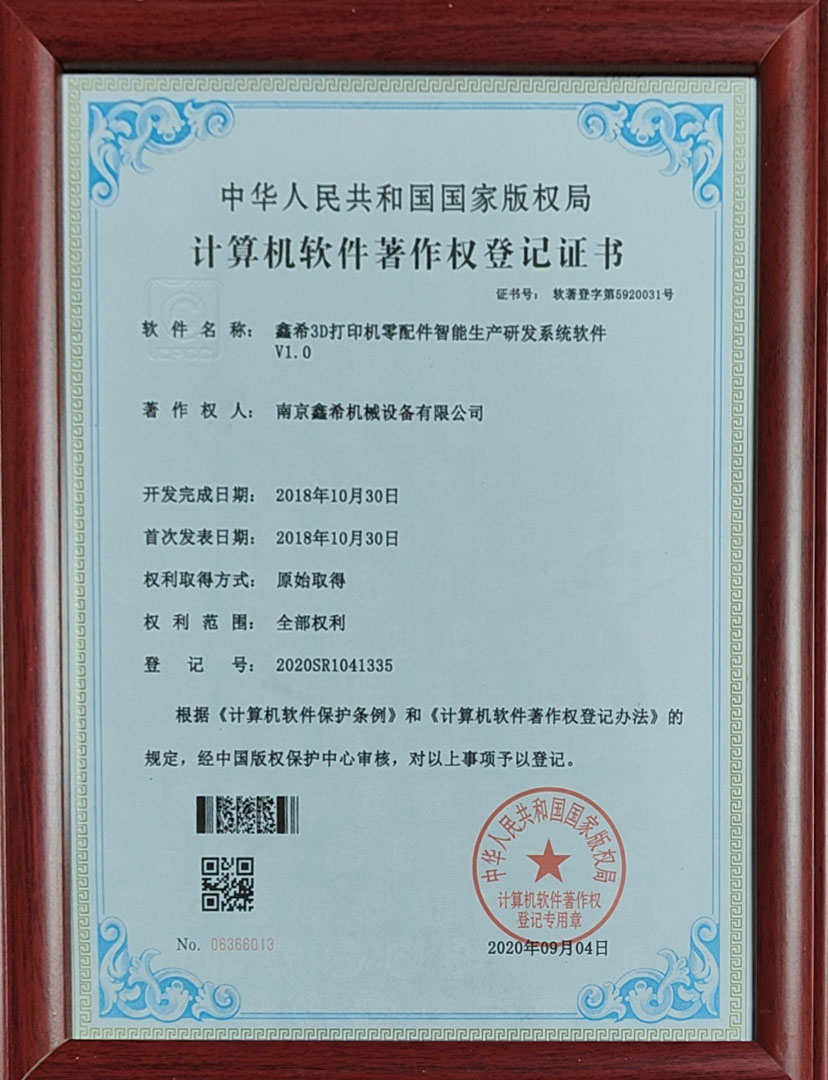 中华人民共和国国家版权局
计算机软件著作权登记证书
证书号： 软著登字第5920031号
软件名称： 鑫希3D打印机零配件智能生产研发系统软件
V1.0
著作权人： 南京鑫希机械设备有限公司
开发完成日期： 2018年10月30日
首次发表日期： 2018年10月30日
权利取得方式： 原始取得
权利范围： 全部权利
登记号： 2020SR1041335
根据《计算机软件保护条例》和《计算机软件著作权登记办法》的
规定，经中国版权保护中心审核，对以上事项予以登记。
中华人民共和国国家版权局
计算机软件著作权
登记专用章
No. 06366013
2020年09月04日